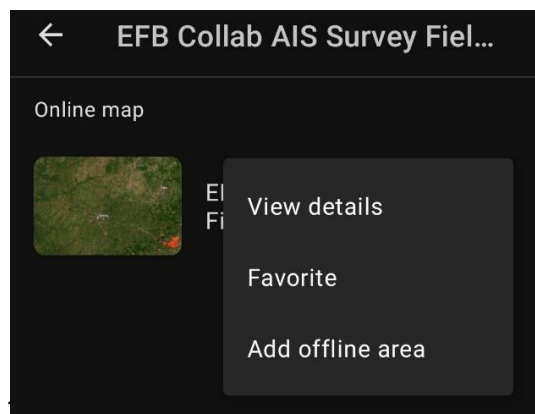 EFB Collab AIS Survey Fiel...
Online map
View details
Favorite
Add offline area